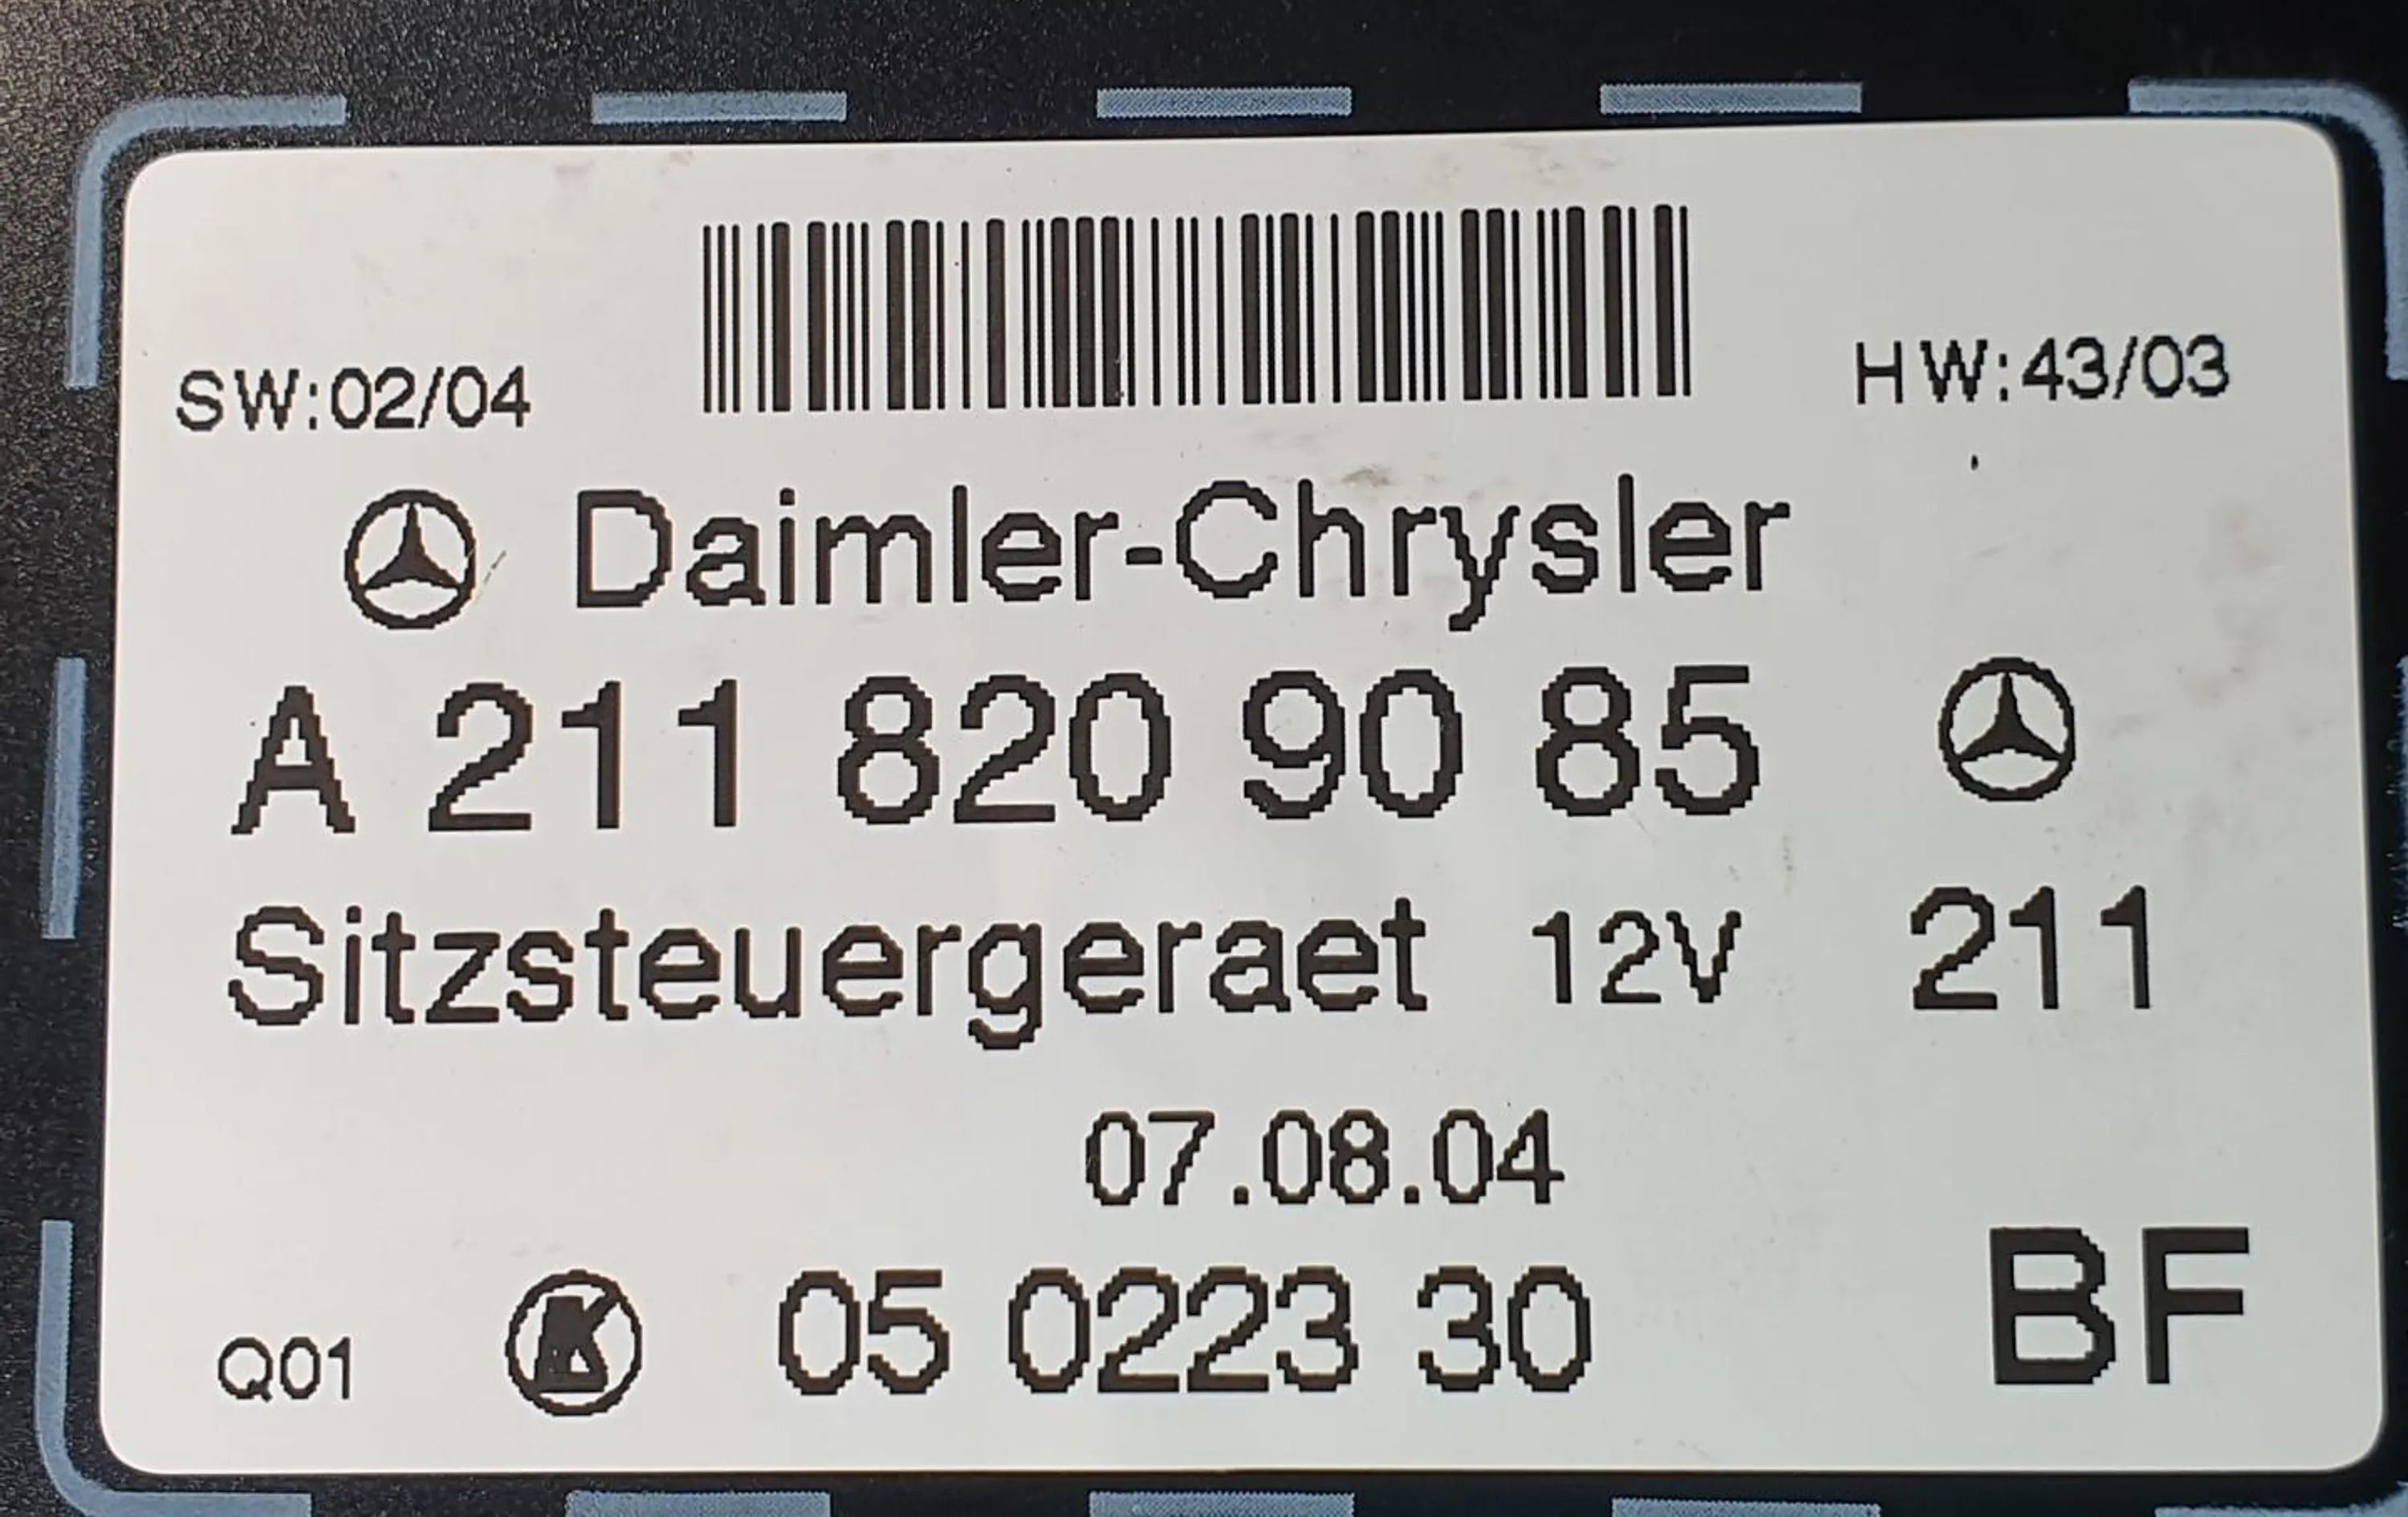 SW:02/04 HW:43/03
Daimler-Chrysler
A 211 820 90 85
Sitzsteuergeraet 12V 211
07.08.04
Q01 K 05 0223 30 BF